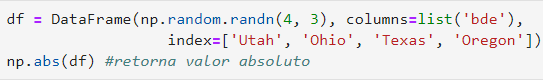 df = DataFrame(np.random.randn(4, 3), columns=list('bde'),
index=['Utah', 'Ohio', 'Texas', 'Oregon'])
np.abs(df) #retorna valor absoluto